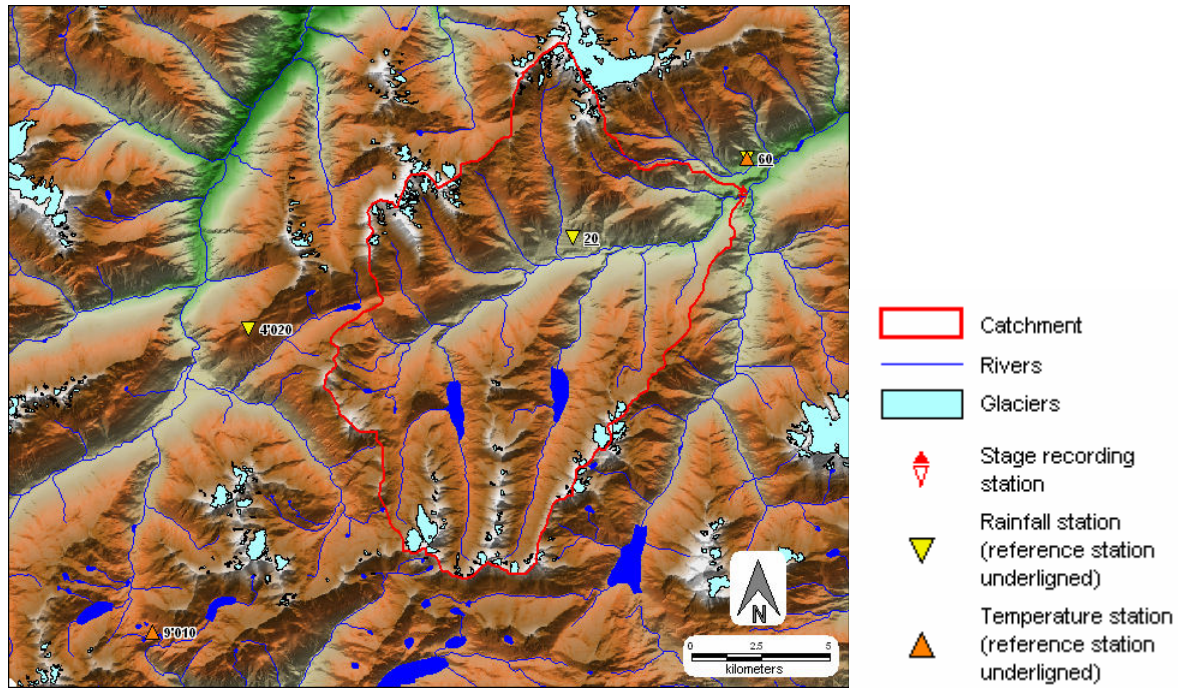 60
20
4'020
9'010
N
0 2.5 5
kilometers
Catchment
Rivers
Glaciers
Stage recording
station
Rainfall station
(reference station
underligned)
Temperature station
(reference station
underligned)